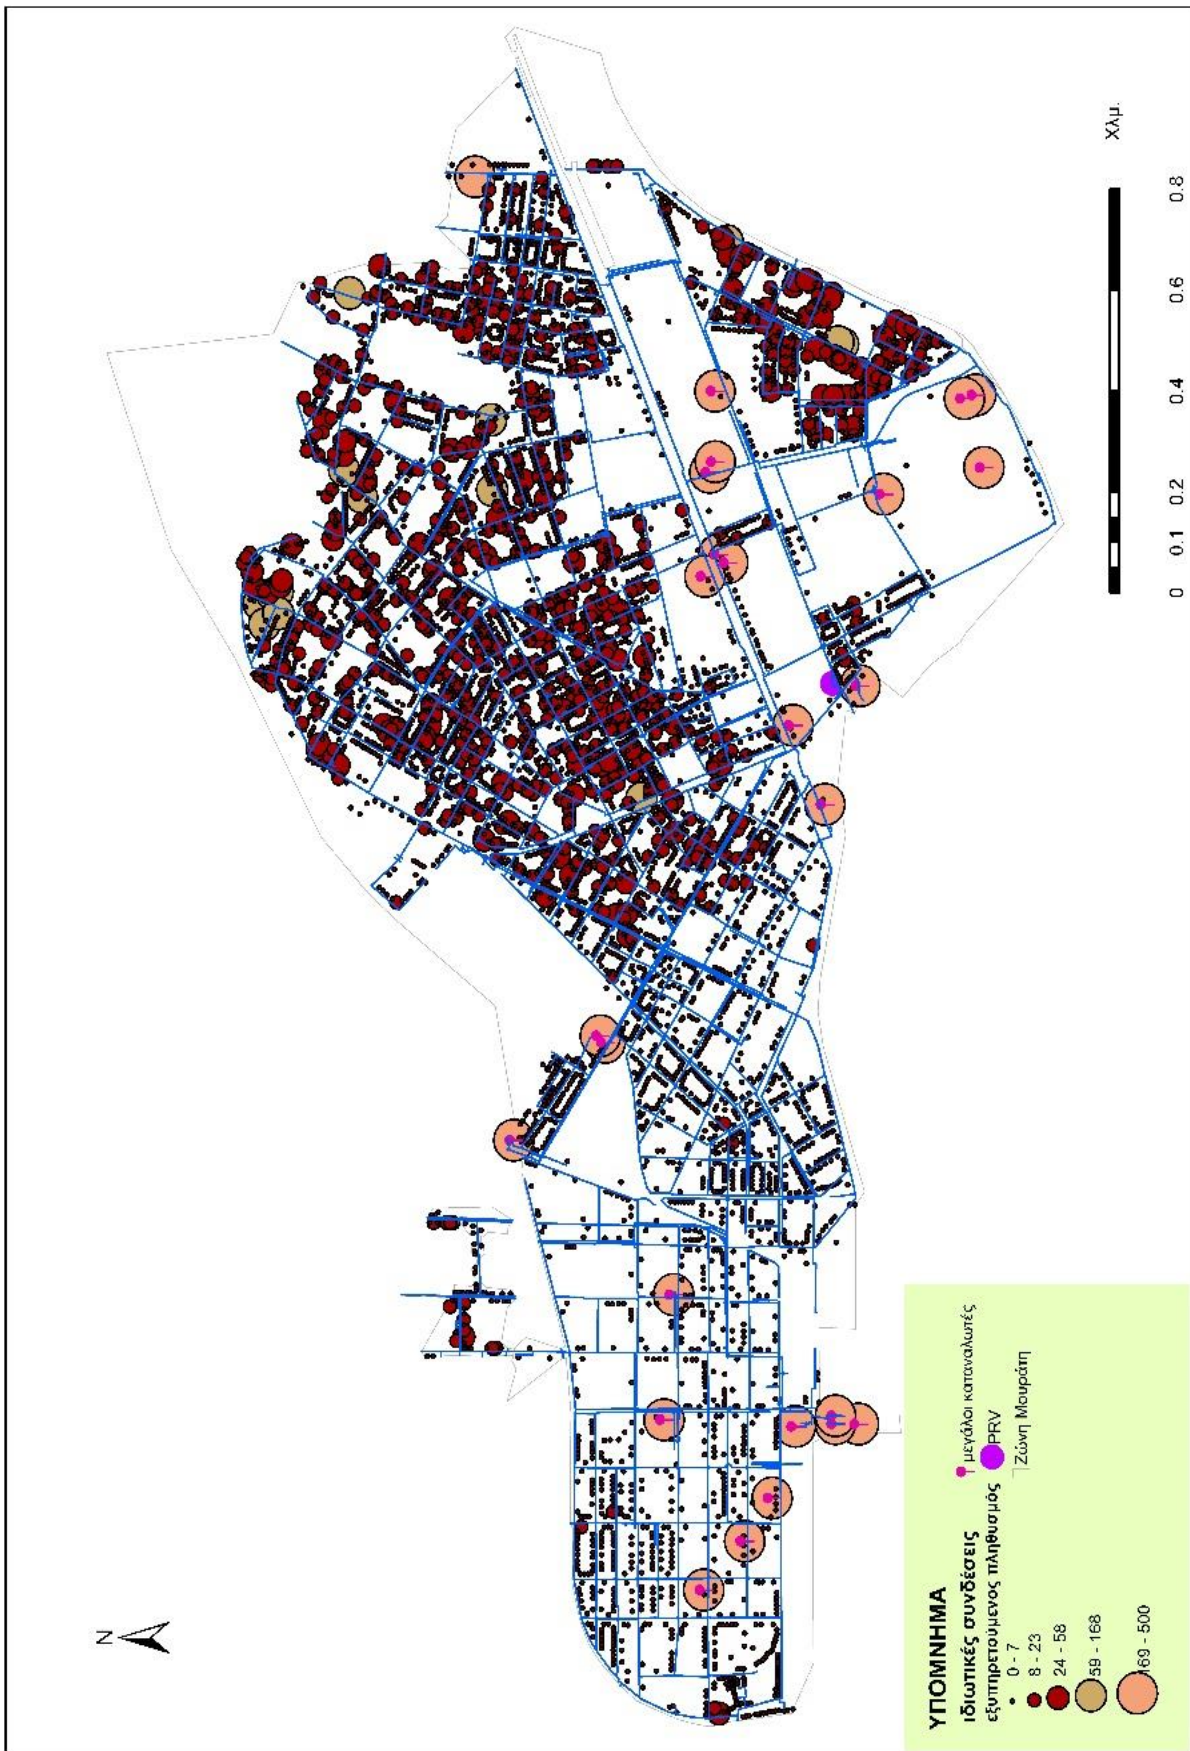 N
Χλμ.
0 0.1 0.2 0.4 0.6 0.8
ΥΠΟΜΝΗΜΑ
ιδιωτικές συνδέσεις
εξυπηρετούμενος πληθυσμός
0 - 7
8 - 23
24 - 58
59 - 168
169 - 500
μεγάλοι καταναλωτές
PRV
Ζώνη Μουράτη